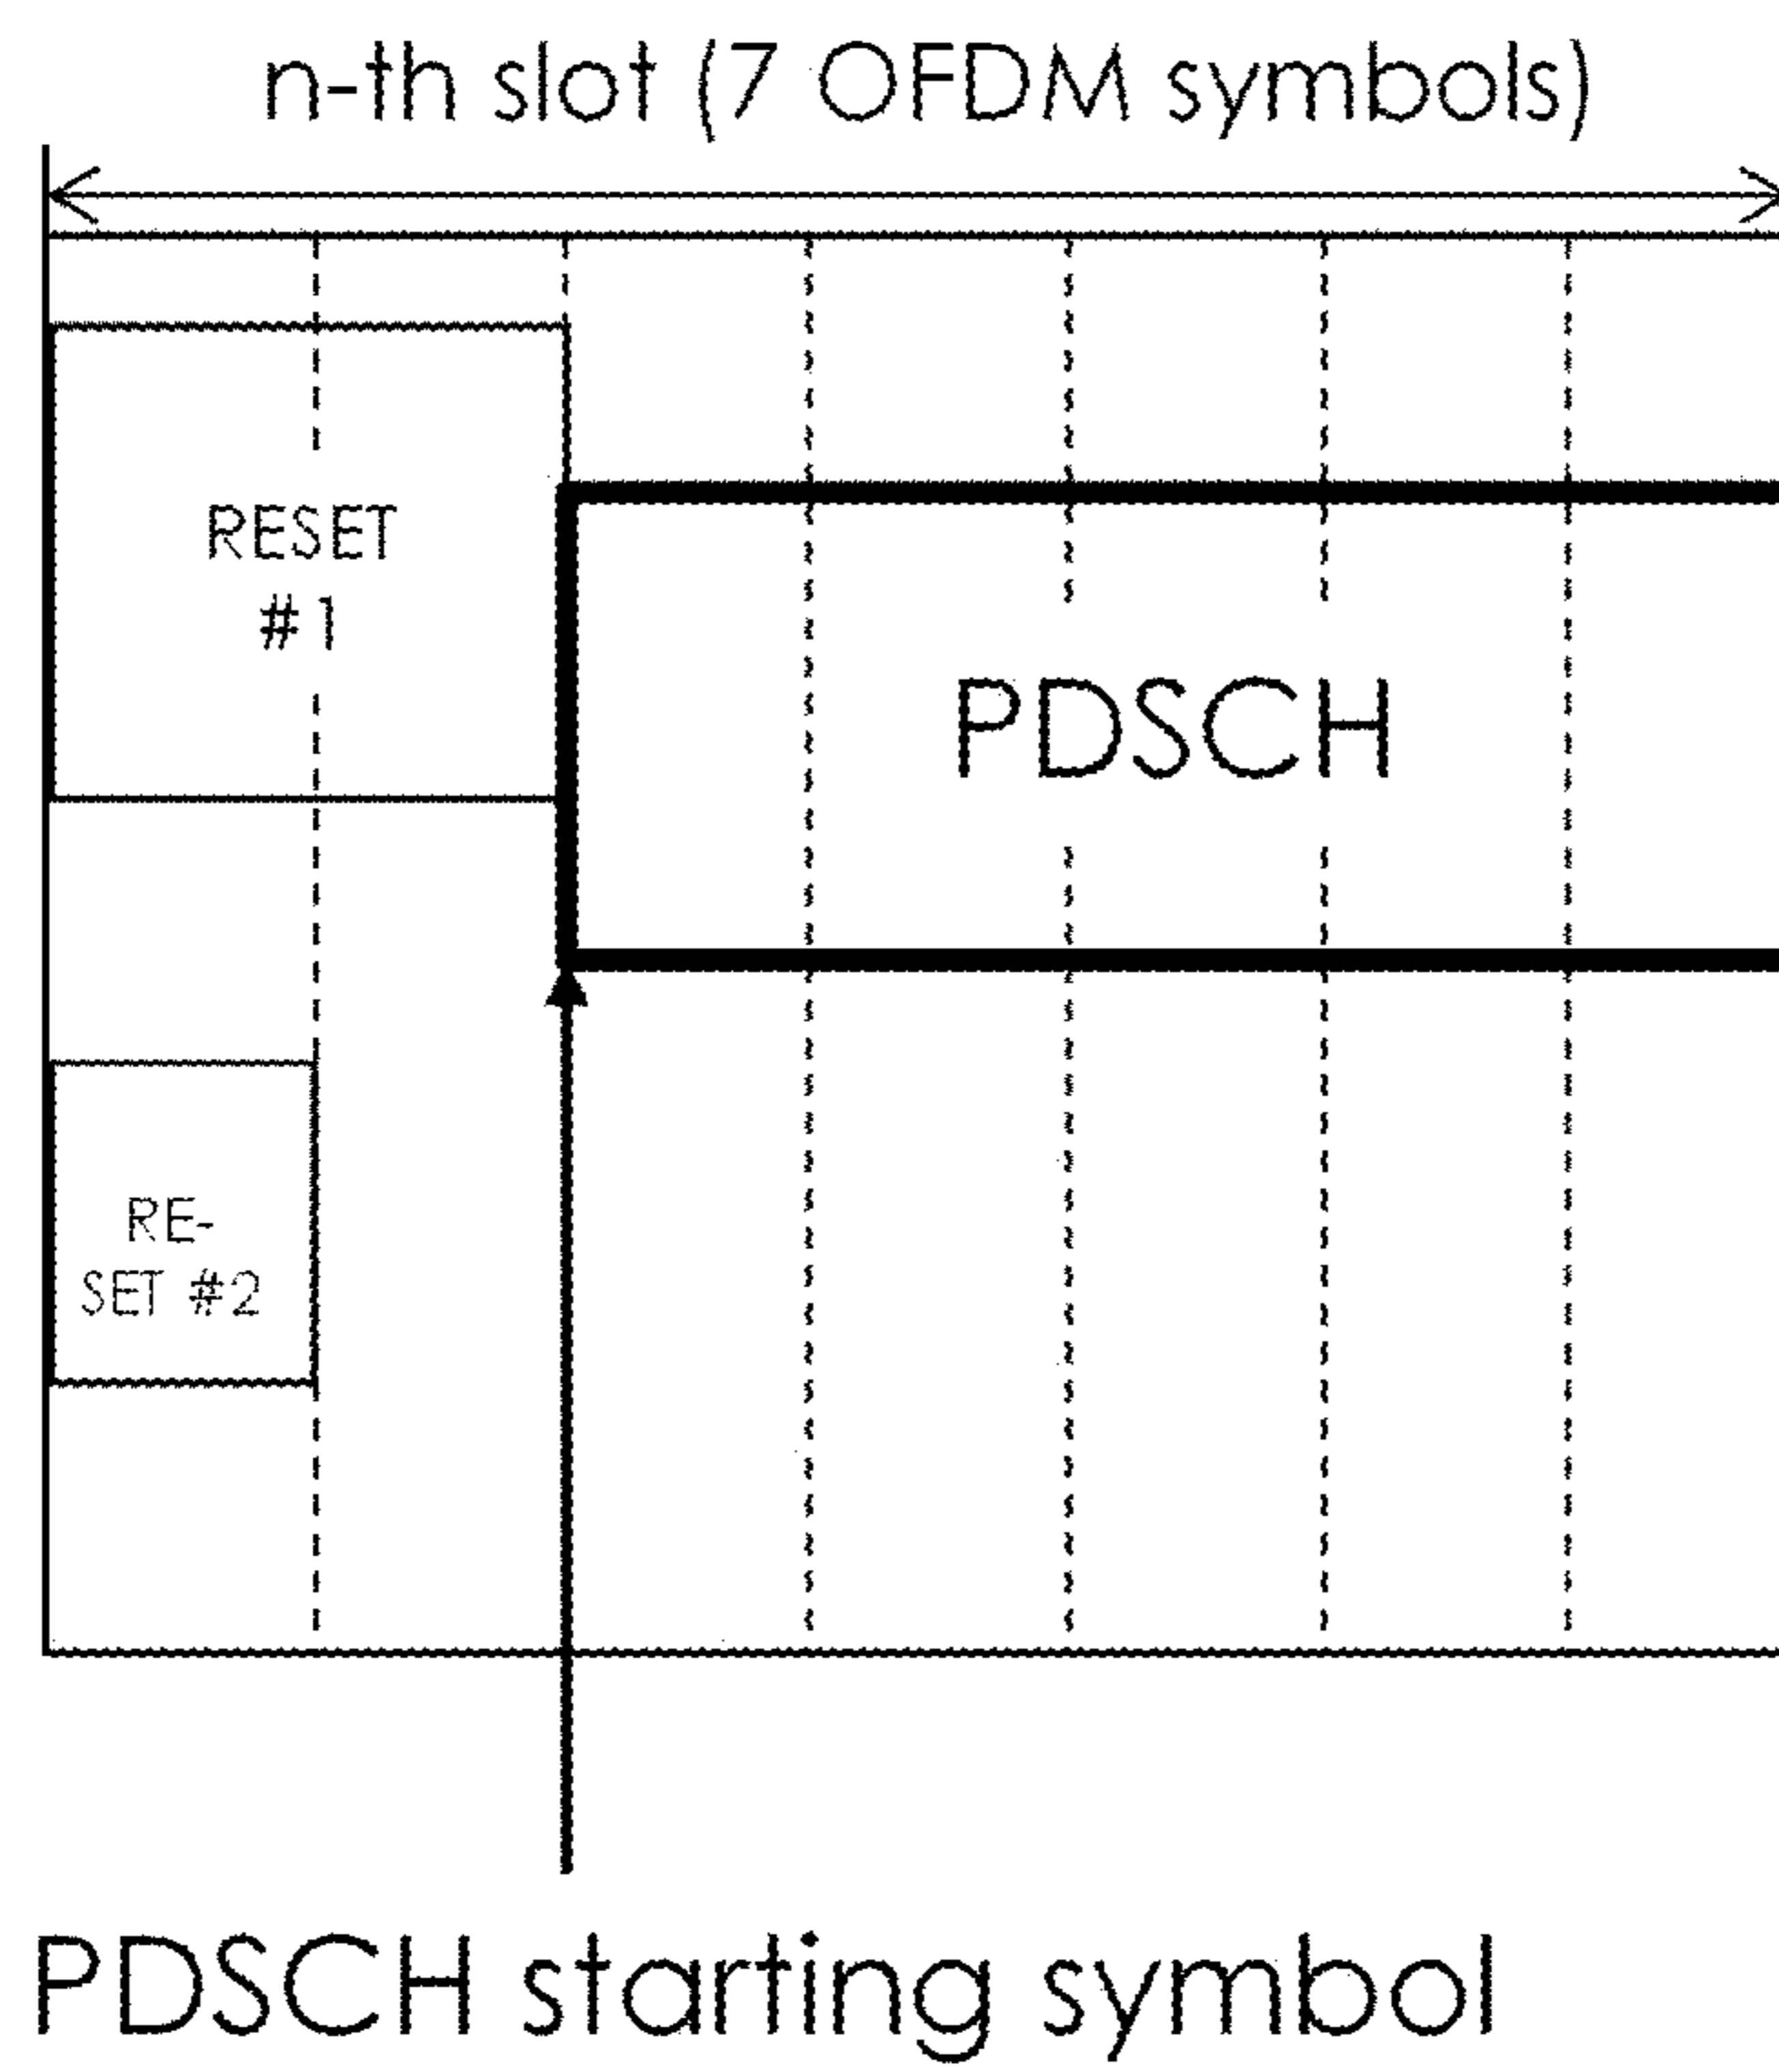 n-th slot (7 OFDM symbols)
RESET
#1
PDSCH
RE-
SET #2
PDSCH starting symbol